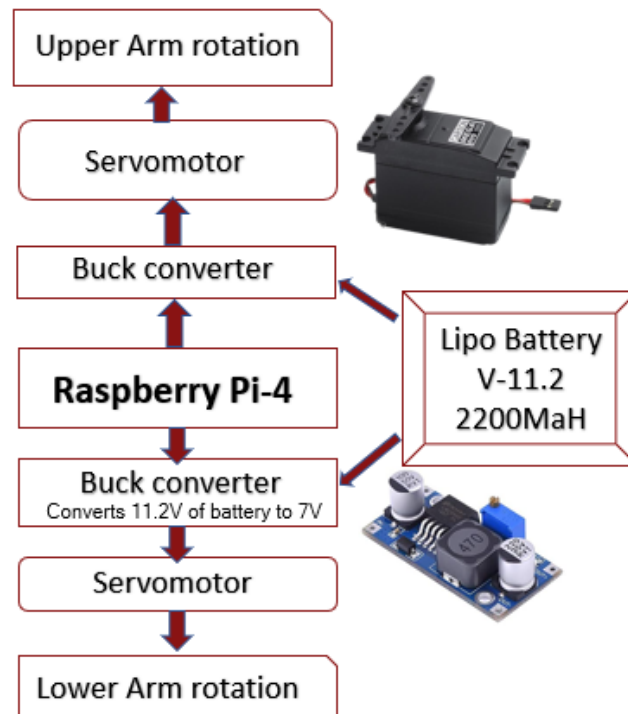 Upper Arm rotation
Servomotor
Buck converter
Raspberry Pi-4
Lipo Battery
V-11.2
2200MaH
Buck converter
Converts 11.2V of battery to 7V
470
Servomotor
Lower Arm rotation